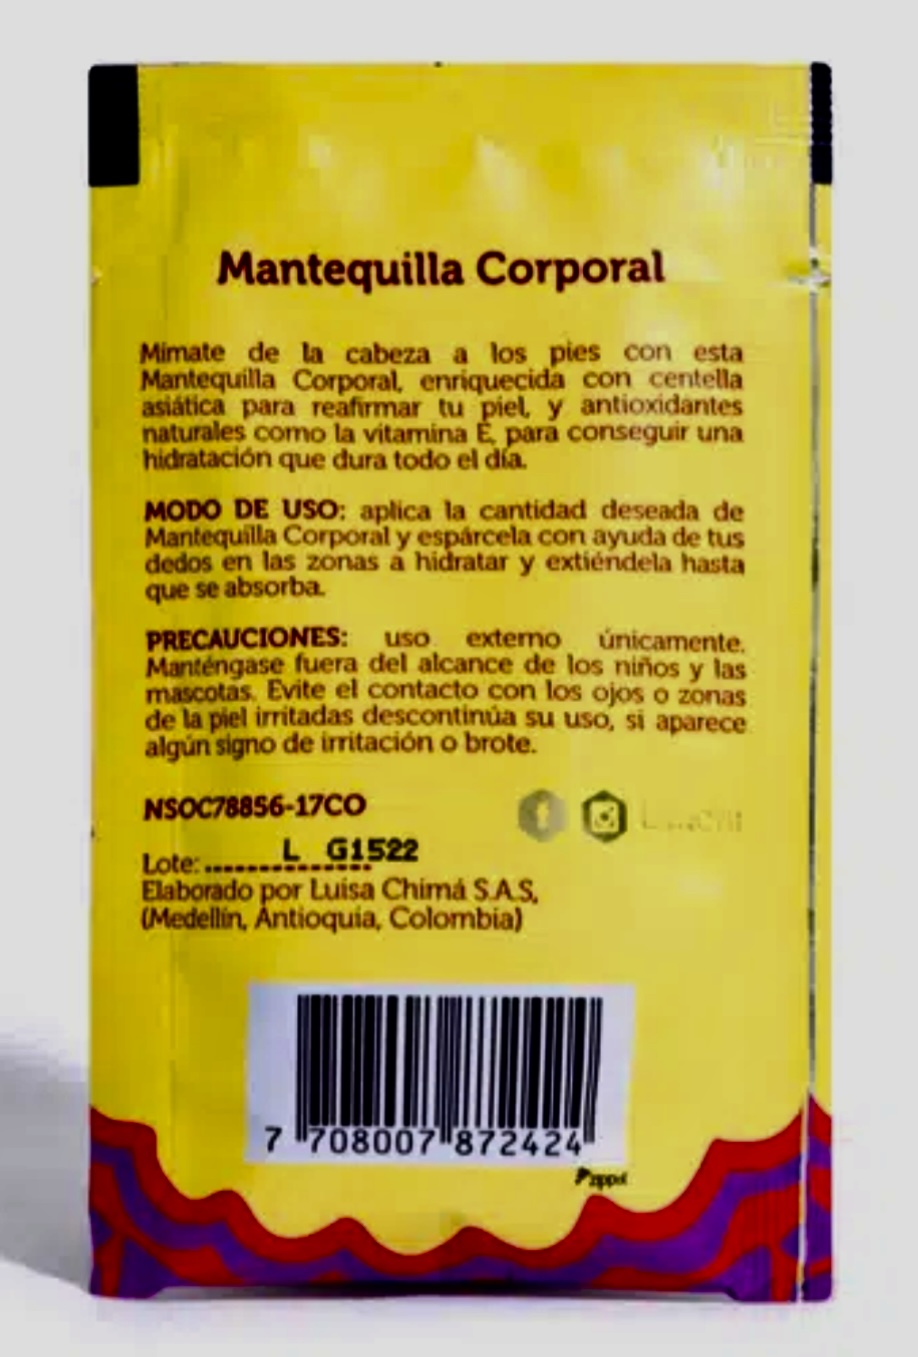 Mantequilla Corporal
Mímate de la cabeza a los pies con esta
Mantequilla Corporal, enriquecida con centella
asiática para reafirmar tu piel, y antioxidantes
naturales como la vitamina E, para conseguir una
hidratación que dura todo el día.
MODO DE USO: aplica la cantidad deseada de
Mantequilla Corporal y espárcela con ayuda de tus
dedos en las zonas a hidratar y extiéndela hasta
que se absorba.
PRECAUCIONES: uso externo únicamente.
Manténgase fuera del alcance de los niños y las
mascotas. Evite el contacto con los ojos o zonas
de la piel irritadas descontinúa su uso, si aparece
algún signo de irritación o brote.
NSOC78856-17CO
Lote: L G1522
Elaborado por Luisa Chimá S.A.S,
(Medellín, Antioquia, Colombia)
7 708007 872424